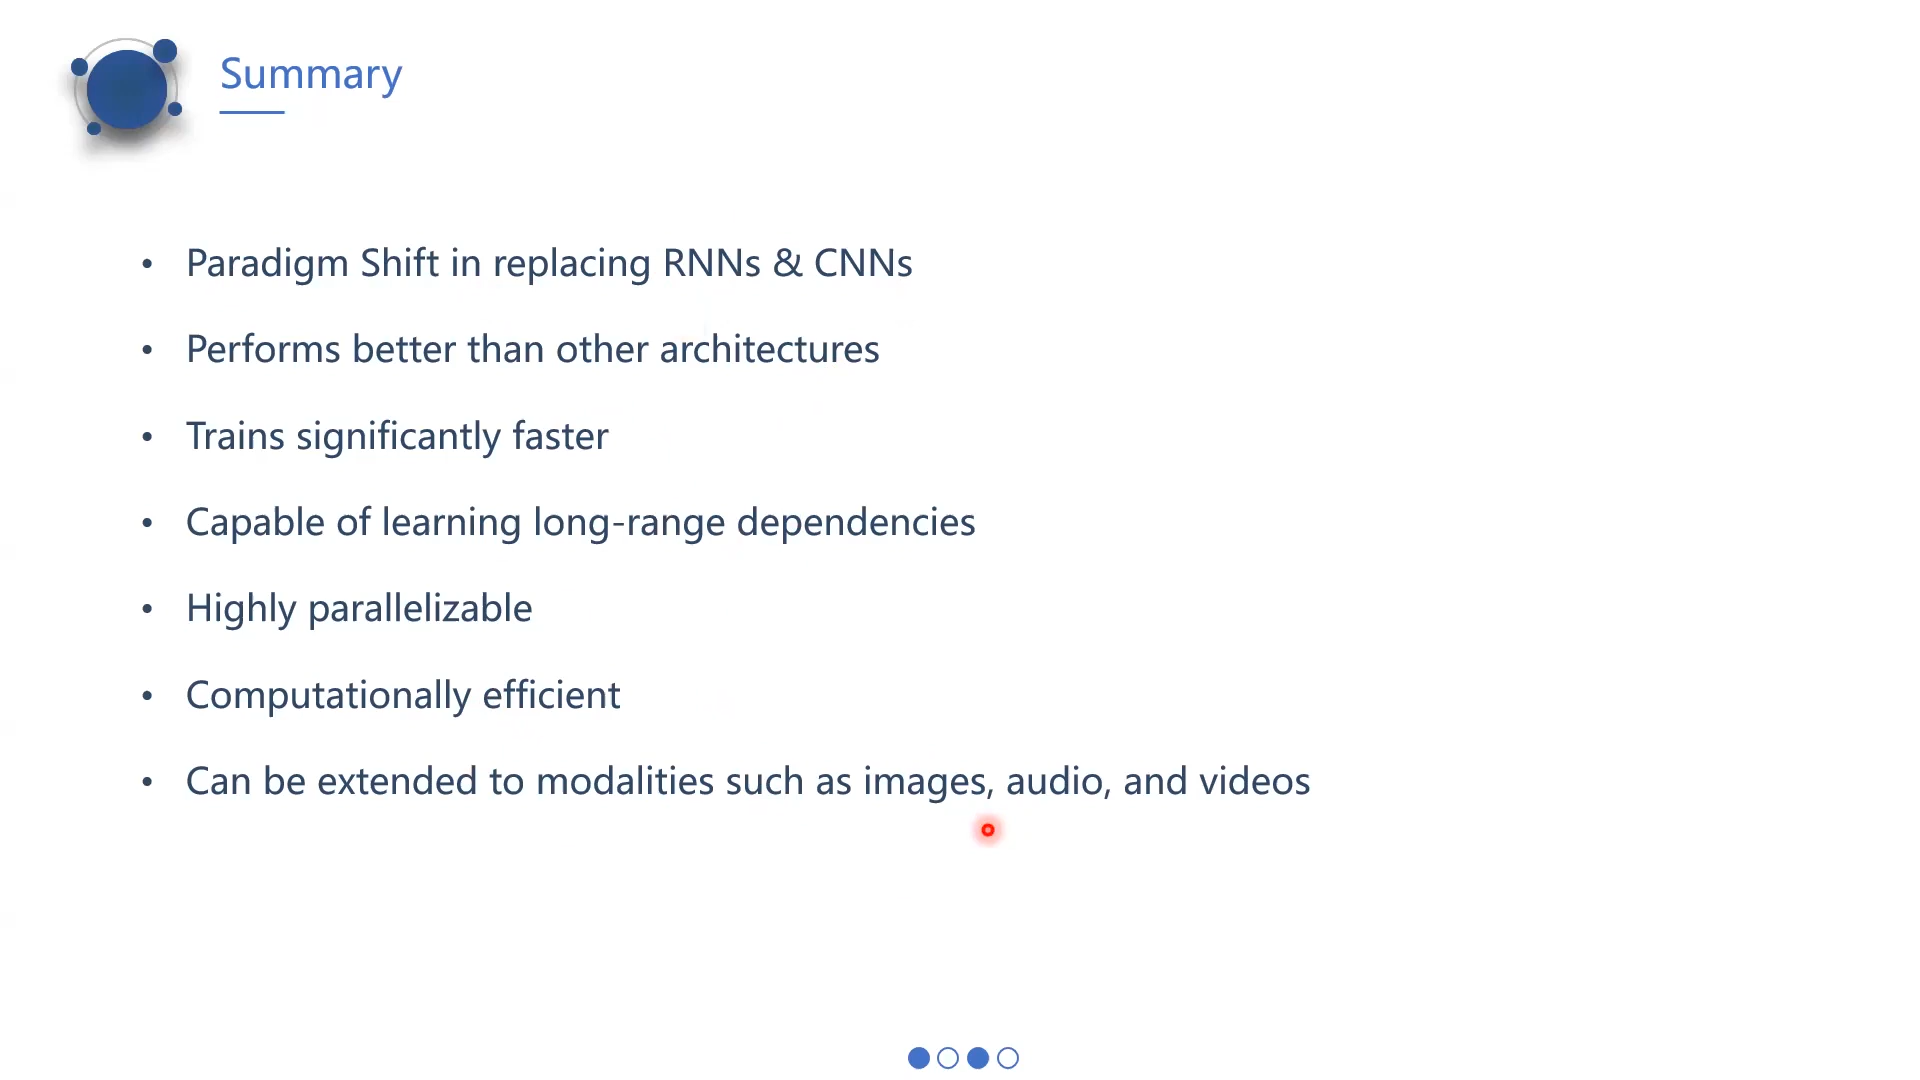 Summary
• Paradigm Shift in replacing RNNs & CNNs
• Performs better than other architectures
• Trains significantly faster
• Capable of learning long-range dependencies
• Highly parallelizable
• Computationally efficient
• Can be extended to modalities such as images, audio, and videos